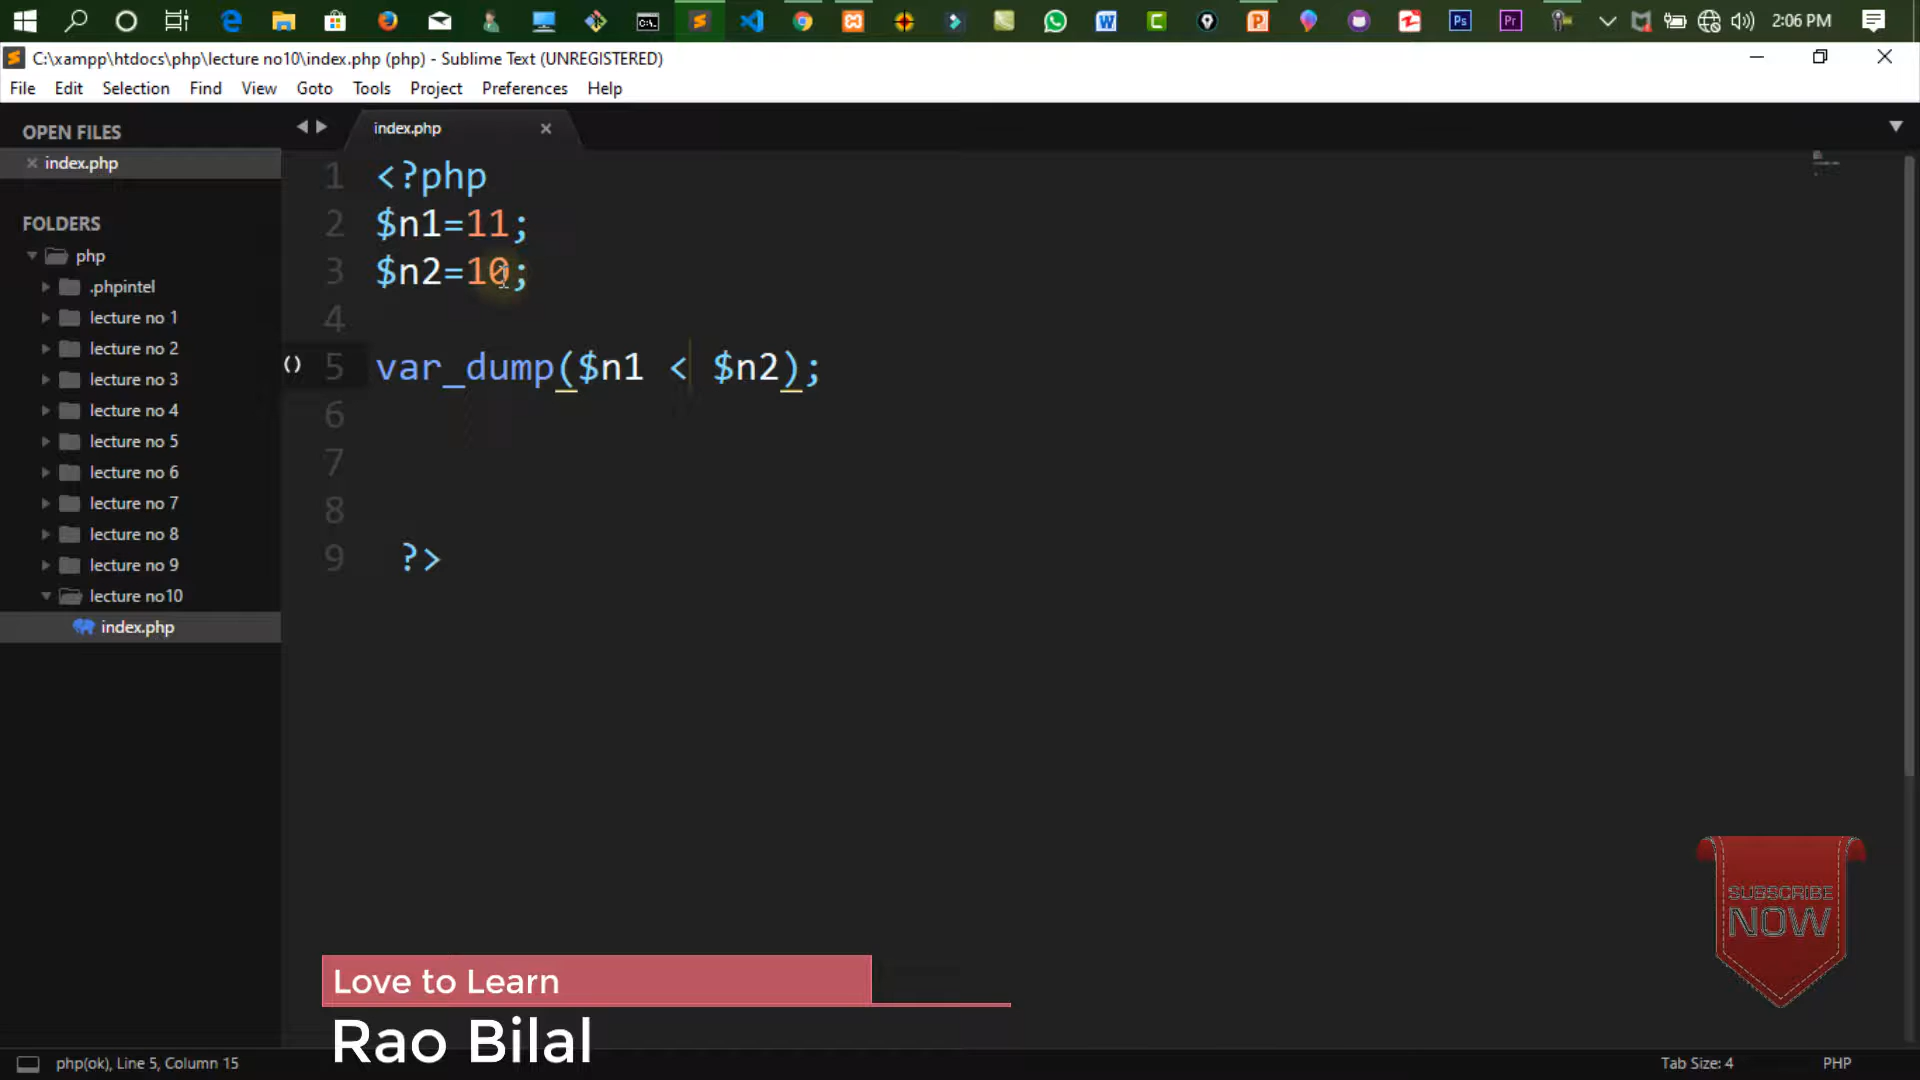 2:06 PM
C:\xampp\htdocs\php\lecture no10\index.php (php) - Sublime Text (UNREGISTERED)
File Edit Selection Find View Goto Tools Project Preferences Help
OPEN FILES
index.php
FOLDERS
php
.phpintel
lecture no 1
lecture no 2
lecture no 3
lecture no 4
lecture no 5
lecture no 6
lecture no 7
lecture no 8
lecture no 9
lecture no10
index.php
index.php
1 <?php
2 $n1=11;
3 $n2=10;
4
5 var_dump($n1 < $n2);
6
7
8
9 ?>
SUBSCRIBE
NOW
Love to Learn
Rao Bilal
php(ok), Line 5, Column 15
Tab Size: 4
PHP